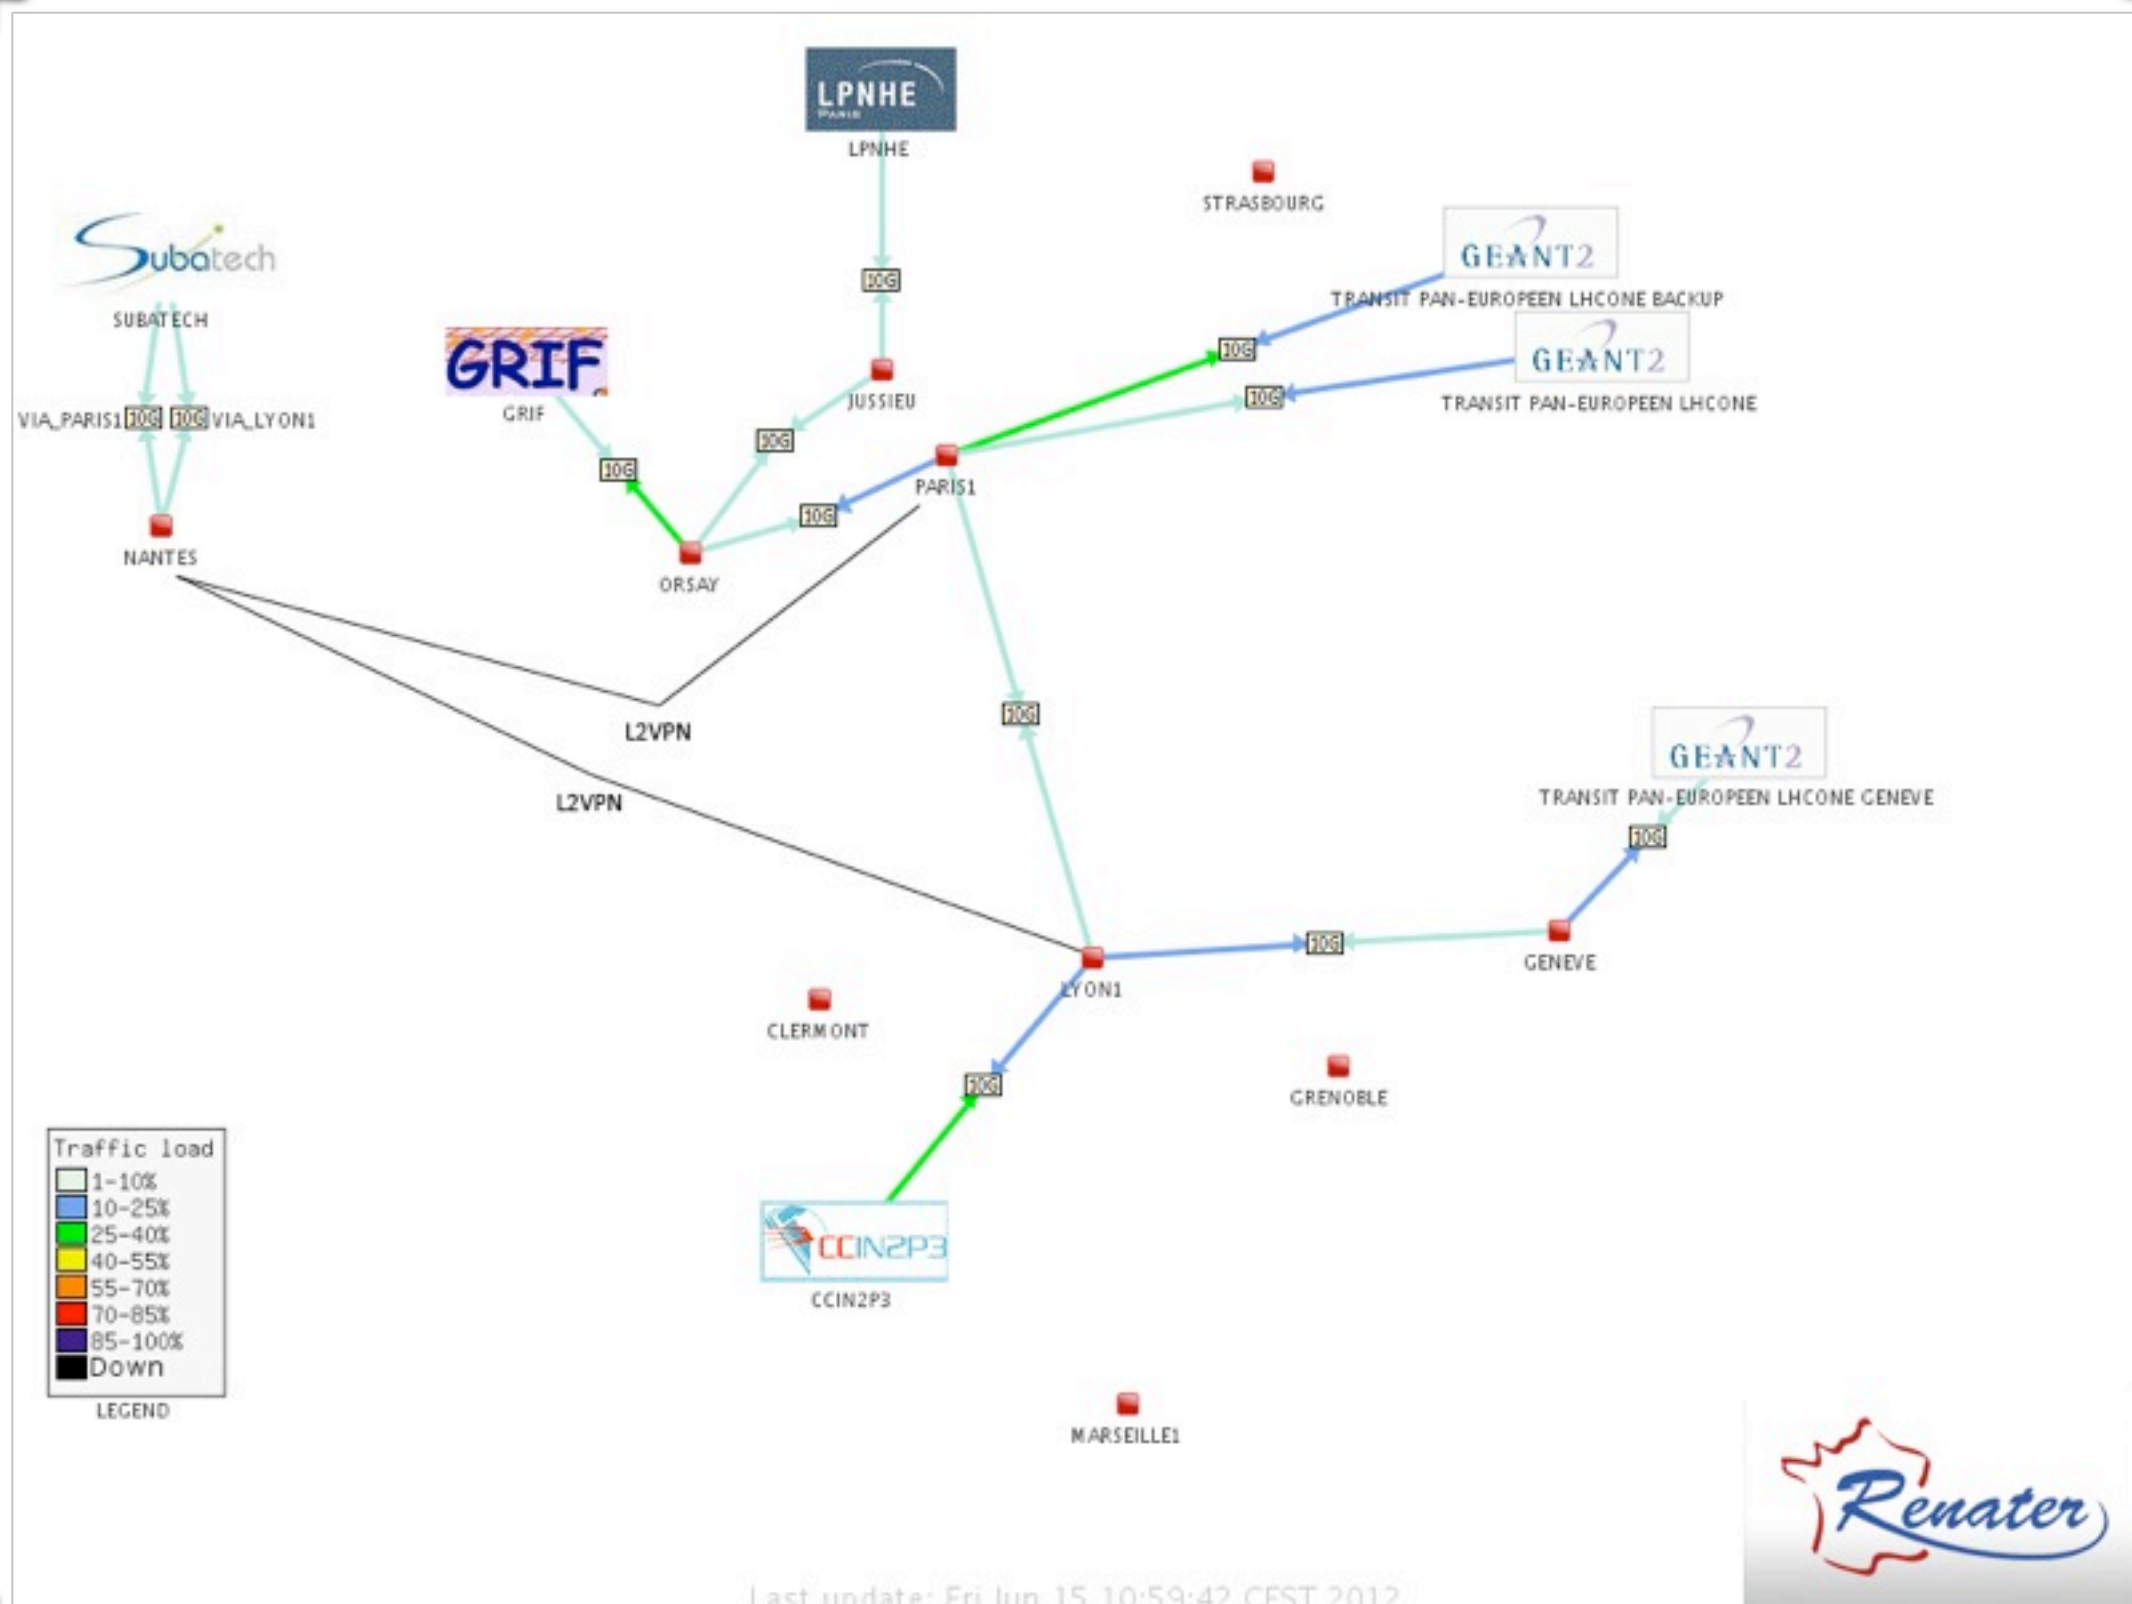 LPNHE
PARIS
LPNHE
STRASBOURG
Subatech
SUBATECH
GEANT2
TRANSIT PAN-EUROPEEN LHCONE BACKUP
GEANT2
TRANSIT PAN-EUROPEEN LHCONE
10G
GRIF
GRIF
10G
10G
JUSSIEU
VIA_PARIS1 10G 10G VIA_LYON1
10G
10G
PARIS1
10G
NANTES
ORSAY
L2VPN
10G
L2VPN
GEANT2
TRANSIT PAN-EUROPEEN LHCONE GENEVE
10G
10G
GENEVE
LYON1
CLERMONT
10G
GRENOBLE
CCIN2P3
CCIN2P3
Traffic load
1-10%
10-25%
25-40%
40-55%
55-70%
70-85%
85-100%
Down
LEGEND
MARSEILLE1
Renater
Last update: Fri Jun 15 10:59:42 CEST 2012